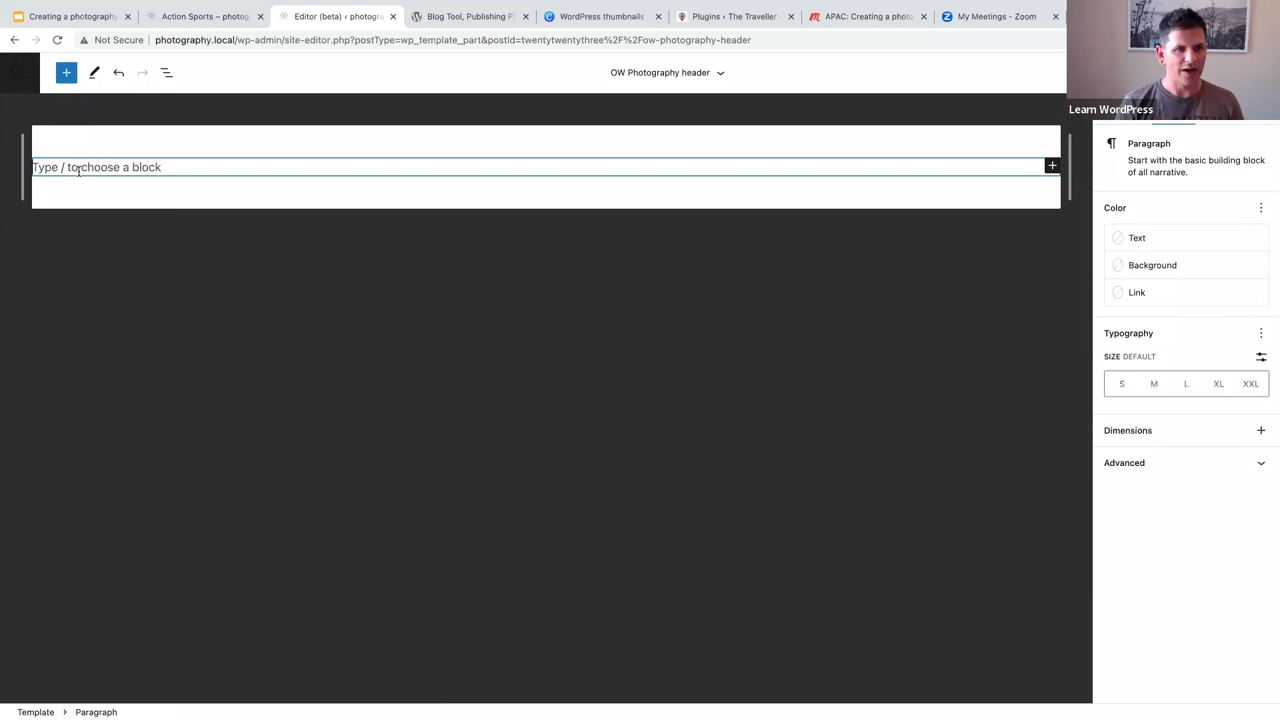 Creating a photography
Action Sports – photog
Editor (beta) ‹ photogra
Blog Tool, Publishing P
WordPress thumbnails
Plugins ‹ The Traveller
APAC: Creating a photo
My Meetings - Zoom
Not Secure
photography.local/wp-admin/site-editor.php?postType=wp_template_part&postId=twentytwentythree%2F%2Fow-photography-header
OW Photography header
Learn WordPress
Type / to choose a block
Paragraph
Start with the basic building block
of all narrative.
Color
Text
Background
Link
Typography
SIZE DEFAULT
S M L XL XXL
Dimensions
Advanced
Template > Paragraph